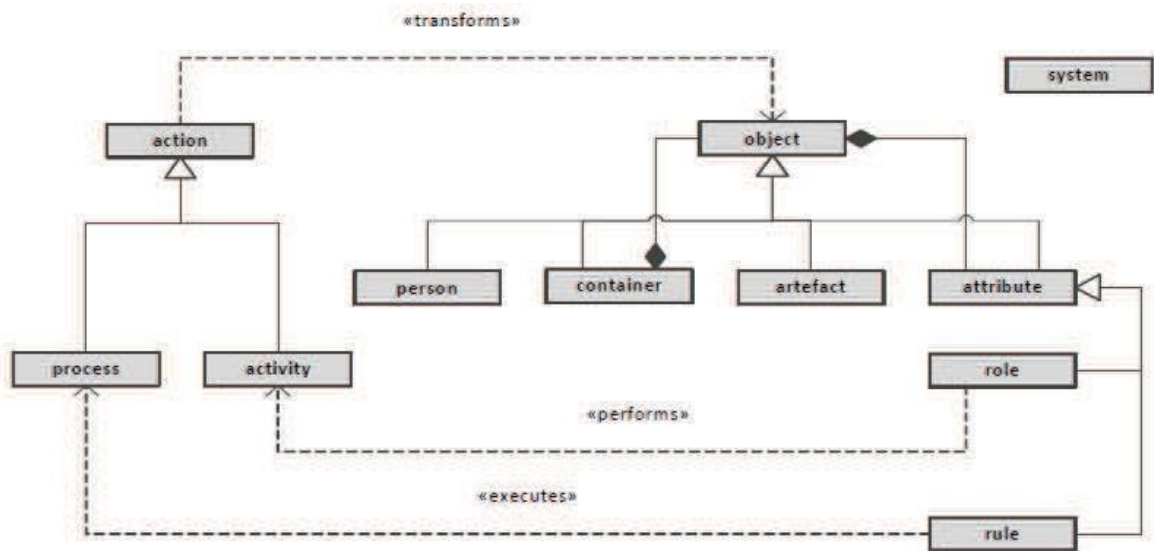 «transforms»
system
action
object
person
container
artefact
attribute
process
activity
role
«performs»
«executes»
rule